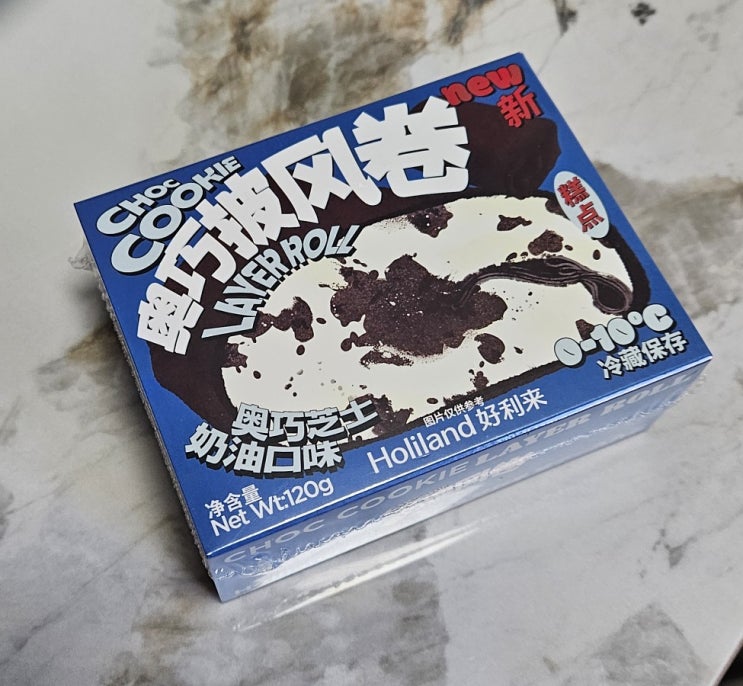 new
新
CHOC
COOKIE
奥巧披风卷
LAYER ROLL
糕点
0-10°C
冷藏保存
奥巧芝士
奶油口味
图片仅供参考
Holiland 好利来
净含量
Net Wt:120g
CHOC COOKIE LAYER ROLL